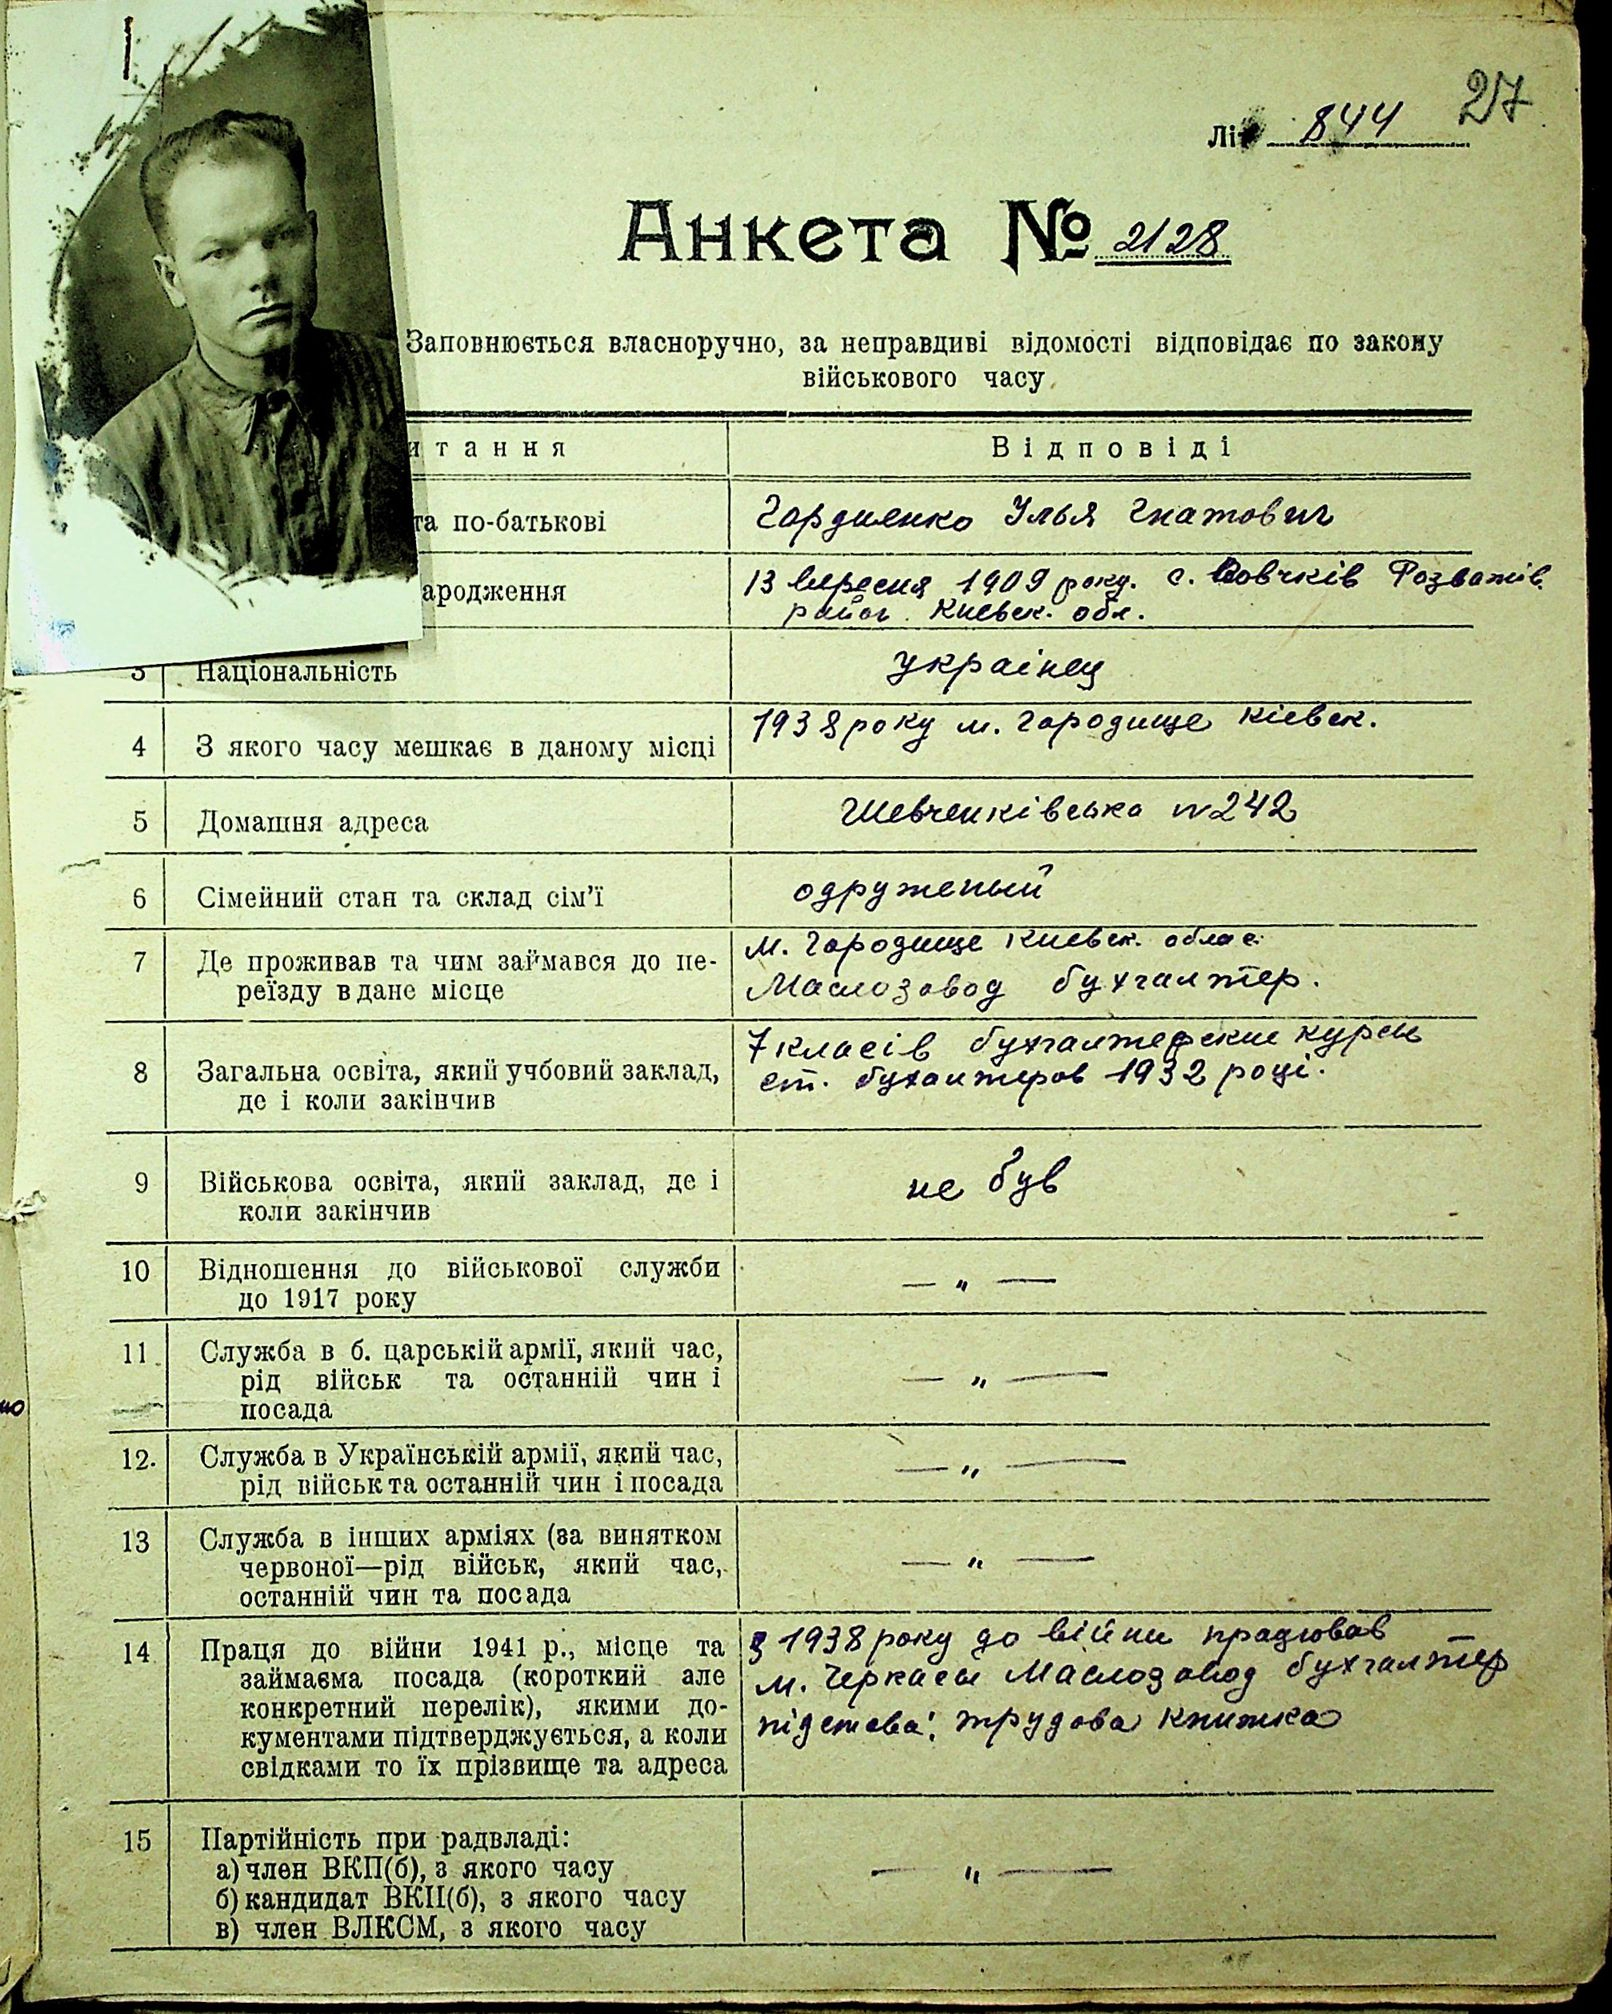 27
Лі 844
Анкета № 2128
Заповнюється власноручно, за неправдиві відомості відповідає по закону
військового часу
итання
Відповіді
та по-батькові
Гордиенко Илья Гнатович
ародження
13 вересня 1909 року. с. Вовчків Розважів.
район Киевск. обл.
3 Національність
украінец
4 З якого часу мешкає в даному місці
1938 року м. Городище Кіевск.
5 Домашня адреса
Шевченківська № 242
6 Сімейний стан та склад сім'ї
одруженый
7 Де проживав та чим займався до пе-
реїзду в дане місце
м. Городище Киевск. облас.
Маслозавод бухгалтер.
8 Загальна освіта, який учбовий заклад,
де і коли закінчив
7 класів бухгалтерские курсы
ст. бухалтеров 1932 році.
9 Військова освіта, який заклад, де і
коли закінчив
не був
10 Відношення до військової служби
до 1917 року
— " —
11 Служба в б. царській армії, який час,
рід військ та останній чин і
посада
— " —
12. Служба в Українській армії, який час,
рід військ та останній чин і посада
— " —
13 Служба в інших арміях (за винятком
червоної—рід військ, який час,
останній чин та посада
— " —
14 Праця до війни 1941 р., місце та
займаєма посада (короткий але
конкретний перелік), якими до-
кументами підтверджується, а коли
свідками то їх прізвище та адреса
З 1938 року до війни працював
м. Черкасы Маслозавод бухгалтер
підстава: трудова книжка
15 Партійність при радвладі:
а) член ВКП(б), з якого часу
б) кандидат ВКП(б), з якого часу
в) член ВЛКСМ, з якого часу
— " —